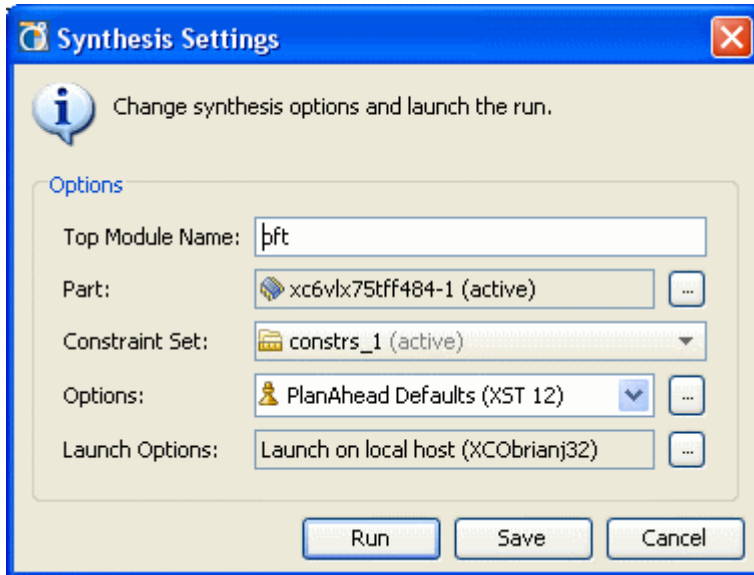 Synthesis Settings
Change synthesis options and launch the run.
Options
Top Module Name: bft
Part: xc6vlx75tff484-1 (active) ...
Constraint Set: constrs_1 (active)
Options: PlanAhead Defaults (XST 12) ...
Launch Options: Launch on local host (XCObrianj32) ...
Run Save Cancel